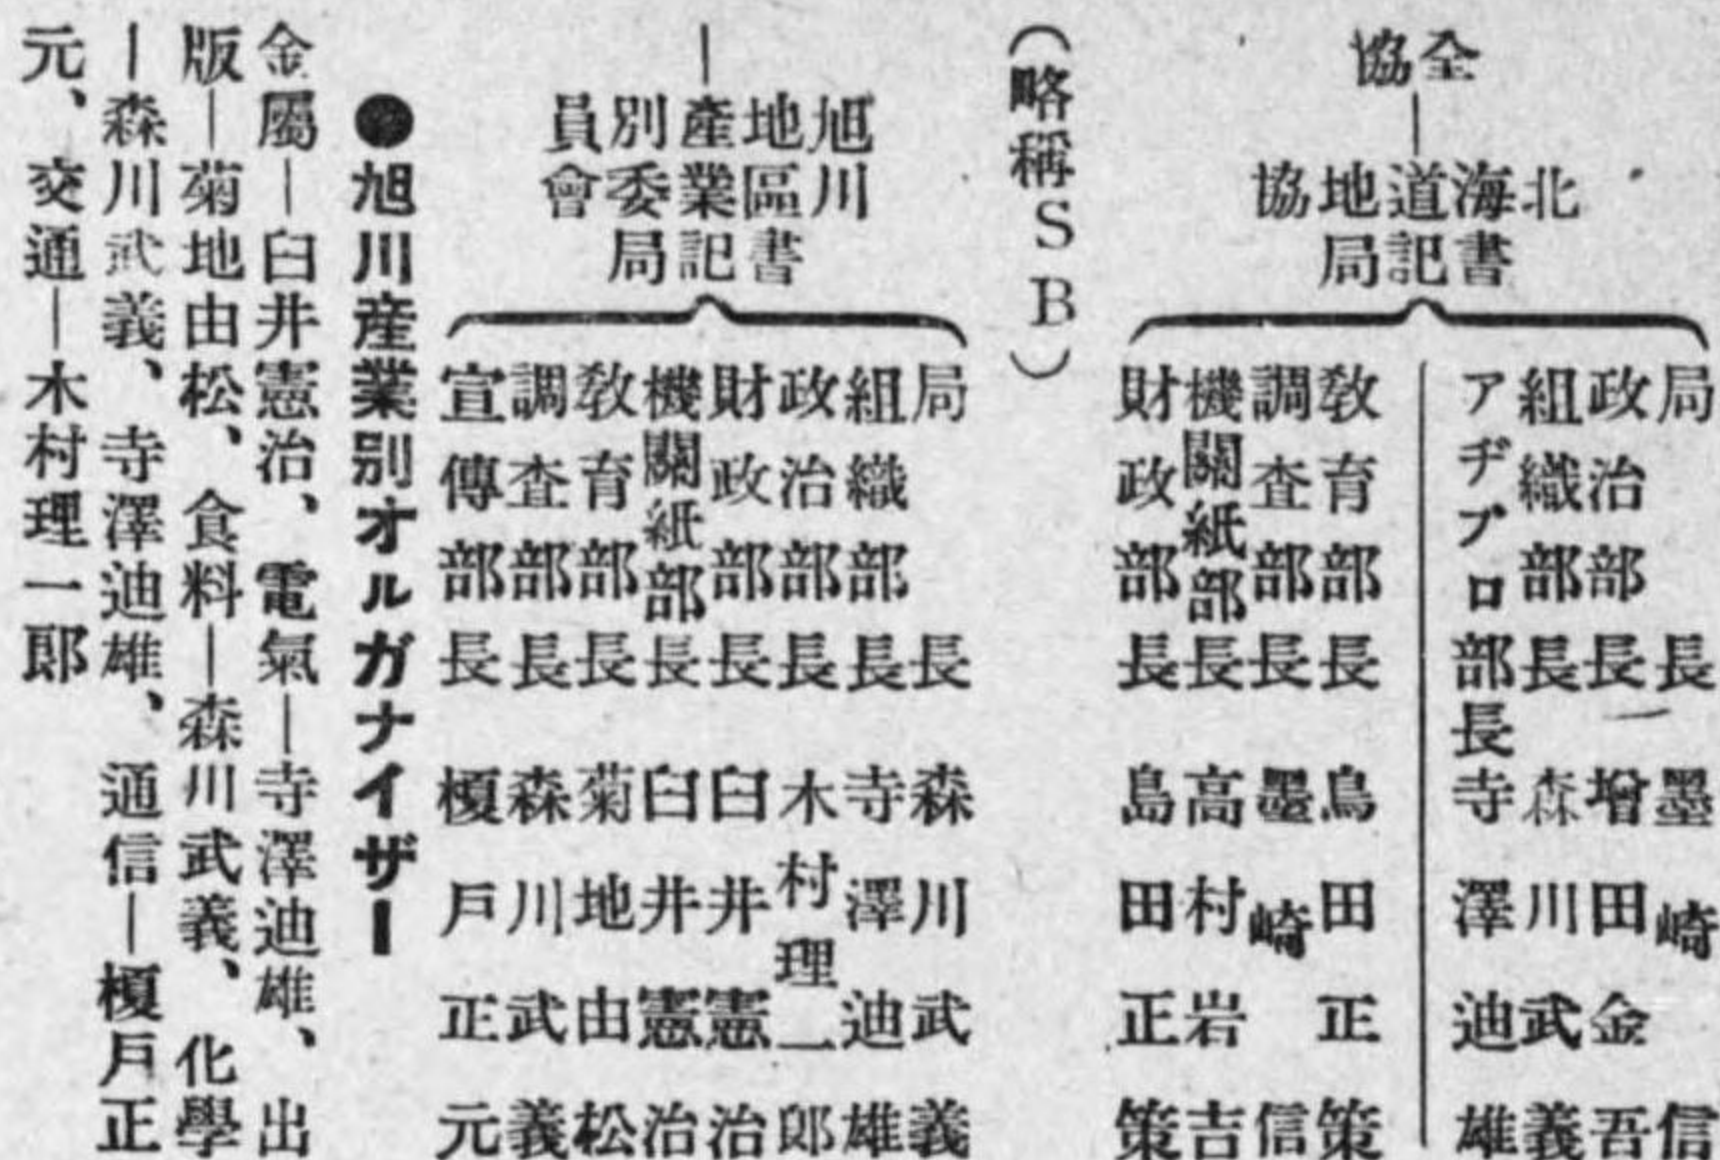 全協
｜
北海道地協
書記局
局長 墨崎信
政治部長 增田金吾
組織部長 森川武義
アヂプロ部長 寺澤迪雄
敎育部長 鳥田正策
調査部長 墨崎信
機關紙部長 高村岩吉
財政部長 島田正策
（略稱SB）
｜
旭川
地區
產業
別委
員會
書記局
局長 森川武義
組織部長 寺澤迪雄
政治部長 木村理一郎
財政部長 臼井憲治
機關紙部長 臼井憲治
敎育部長 菊地由松
調査部長 森川武義
宣傳部長 榎戸正元
●旭川産業別オルガナイザー
金屬—臼井憲治、電氣—寺澤迪雄、出
版—菊地由松、食料—森川武義、化學
—森川武義、寺澤迪雄、通信—榎戸正
元、交通—木村理一郎